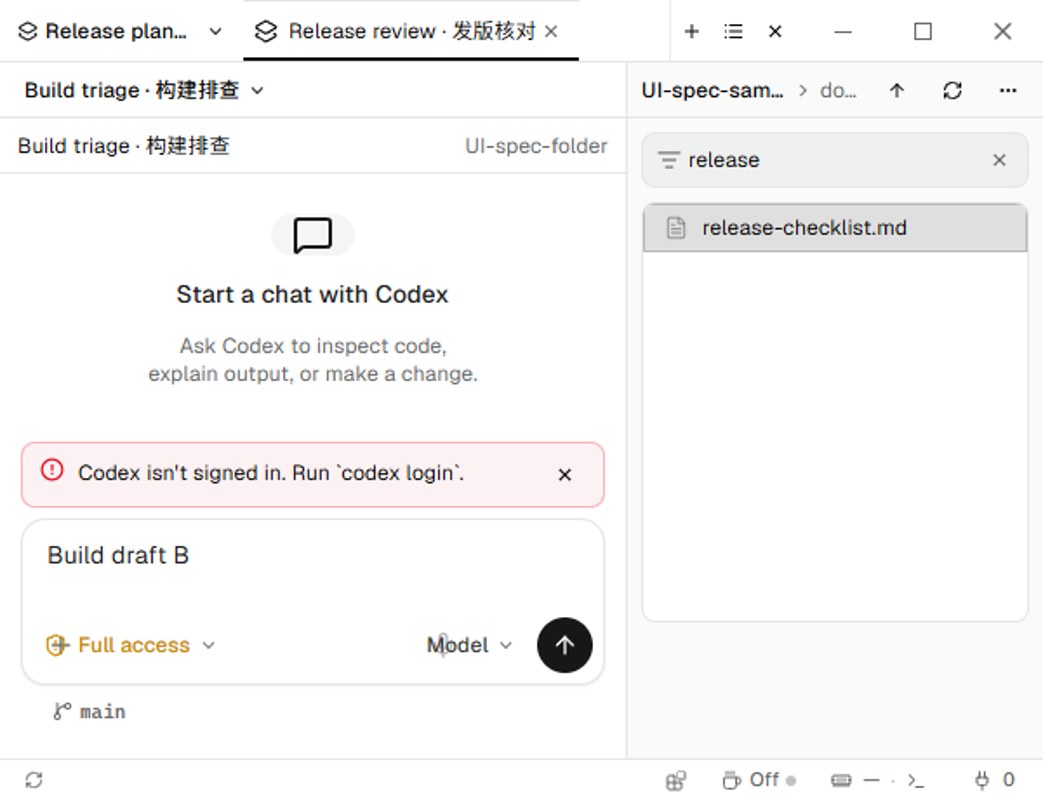 Release plan...
Release review · 发版核对
Build triage · 构建排查
UI-spec-sam... > do...
Build triage · 构建排查
UI-spec-folder
release
release-checklist.md
Start a chat with Codex
Ask Codex to inspect code,
explain output, or make a change.
Codex isn't signed in. Run `codex login`.
Build draft B
Full access
Model
main
Off
— ·
0